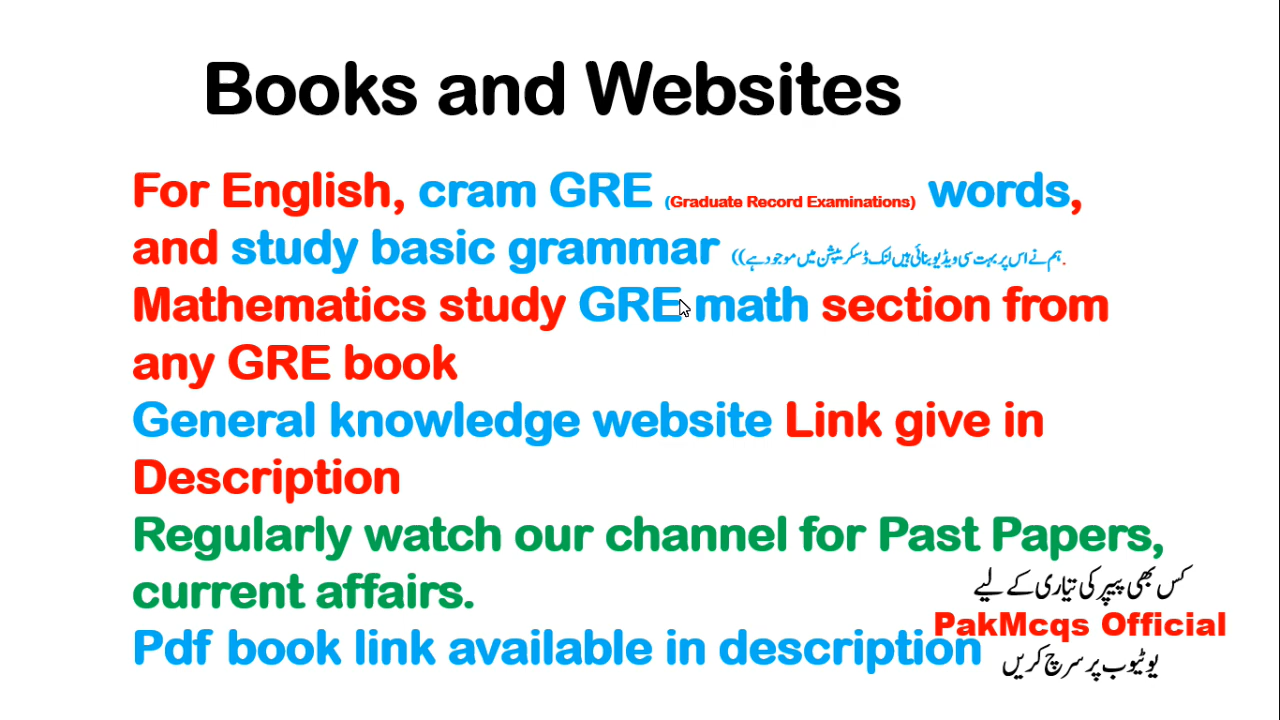 Books and Websites
For English, cram GRE (Graduate Record Examinations) words,
and study basic grammar ((ہم نے اس پر بہت سی ویڈیو بنائی ہیں لنک ڈسکرپشن میں موجود ہے.
Mathematics study GRE math section from
any GRE book
General knowledge website Link give in
Description
Regularly watch our channel for Past Papers,
current affairs.
Pdf book link available in description
کس بھی پیپر کی تیاری کے لیے
PakMcqs Official
یوٹیوب پر سرچ کریں